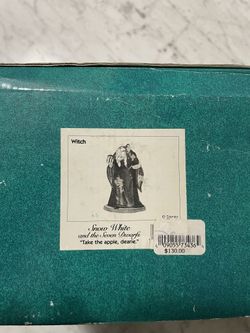 Witch
© Disney
Snow White
and the Seven Dwarfs
"Take the apple, dearie."
$130.00